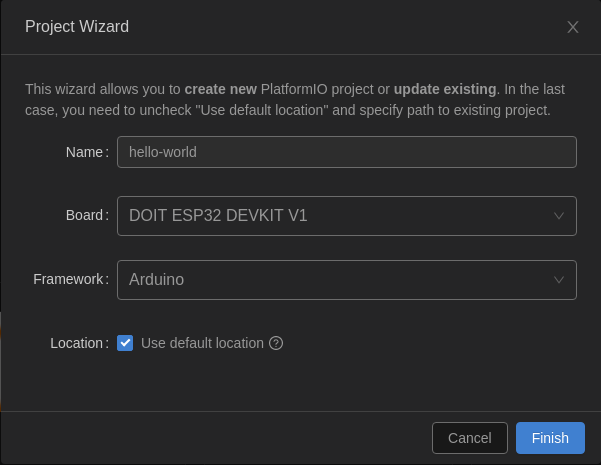 Project Wizard
This wizard allows you to create new PlatformIO project or update existing. In the last
case, you need to uncheck "Use default location" and specify path to existing project.
Name: hello-world
Board: DOIT ESP32 DEVKIT V1
Framework: Arduino
Location: Use default location
Cancel Finish